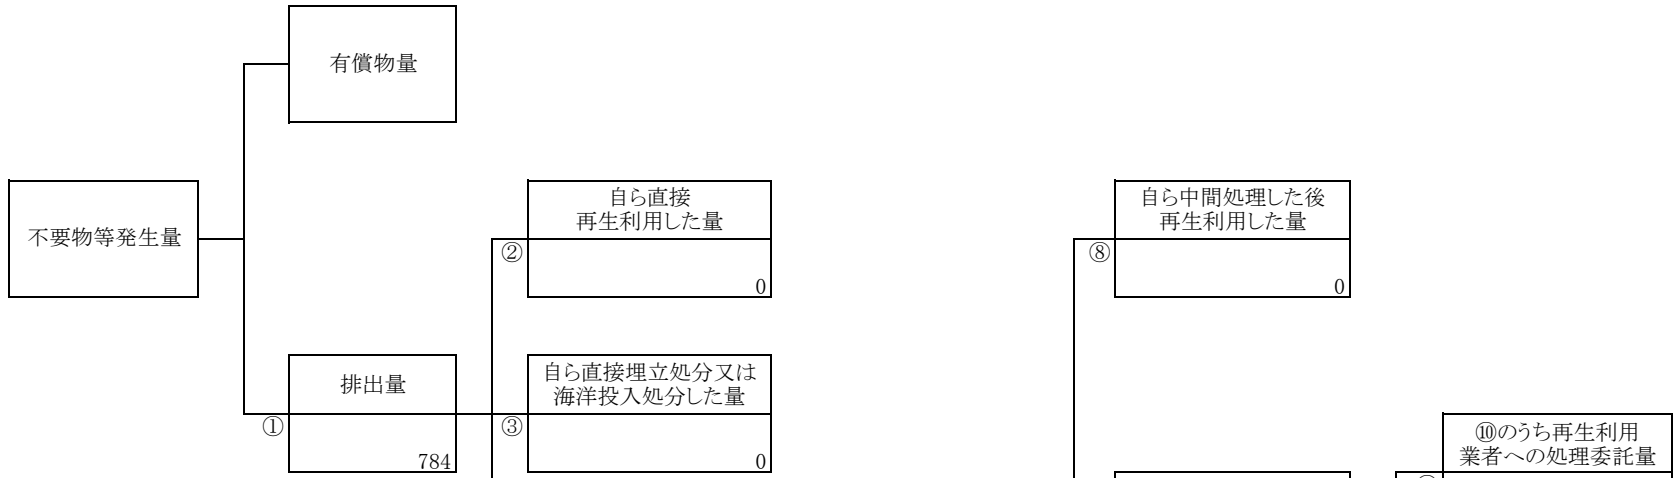 有償物量
不要物等発生量
自ら直接
再生利用した量
②
0
自ら中間処理した後
再生利用した量
⑧
0
排出量
①
784
自ら直接埋立処分又は
海洋投入処分した量
③
0
⑩のうち再生利用
業者への処理委託量